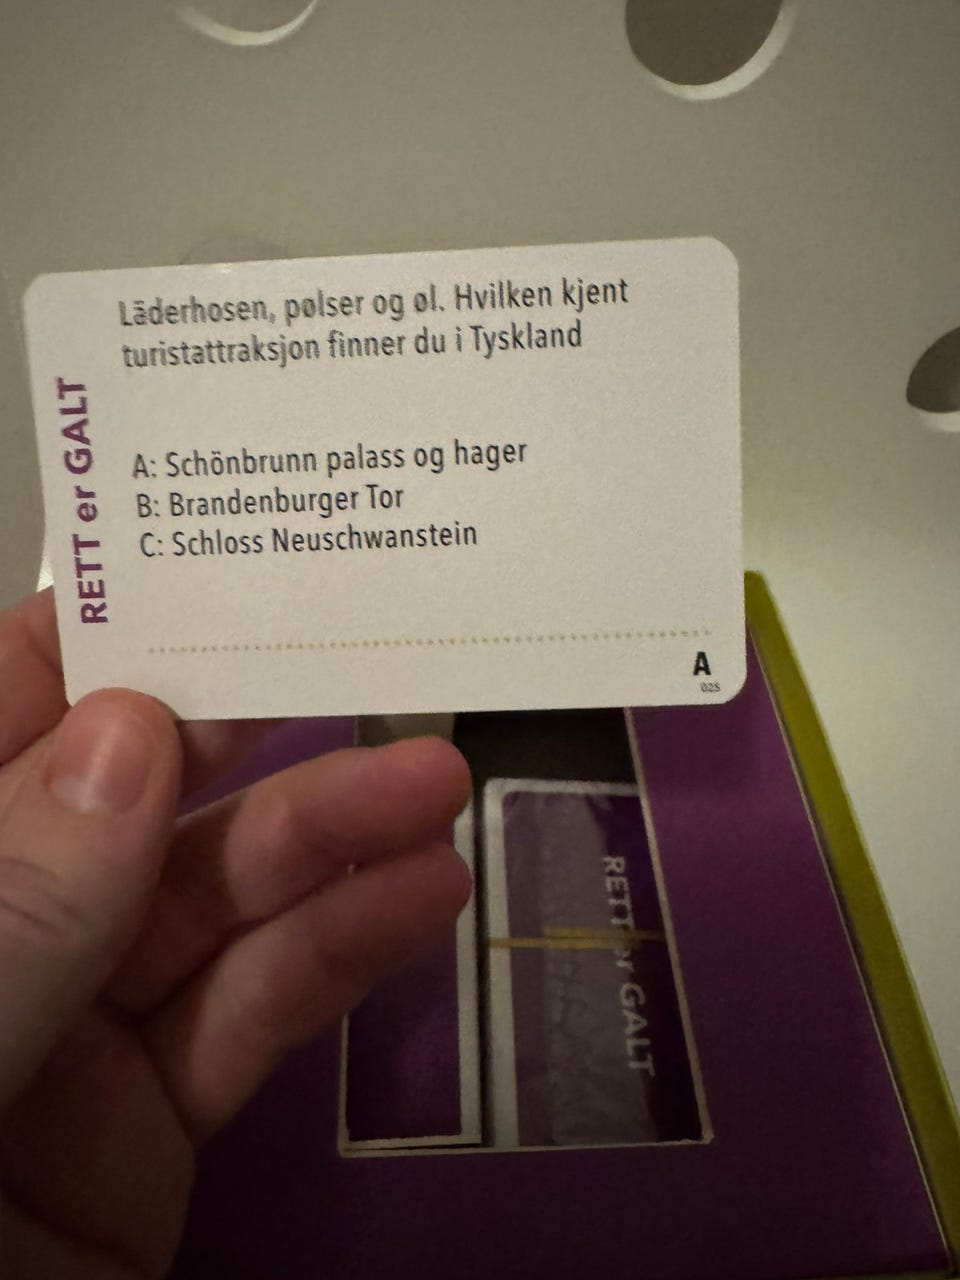 RETT er GALT
Läderhosen, pølser og øl. Hvilken kjent
turistattraksjon finner du i Tyskland
A: Schönbrunn palass og hager
B: Brandenburger Tor
C: Schloss Neuschwanstein
A
025
RETT er GALT